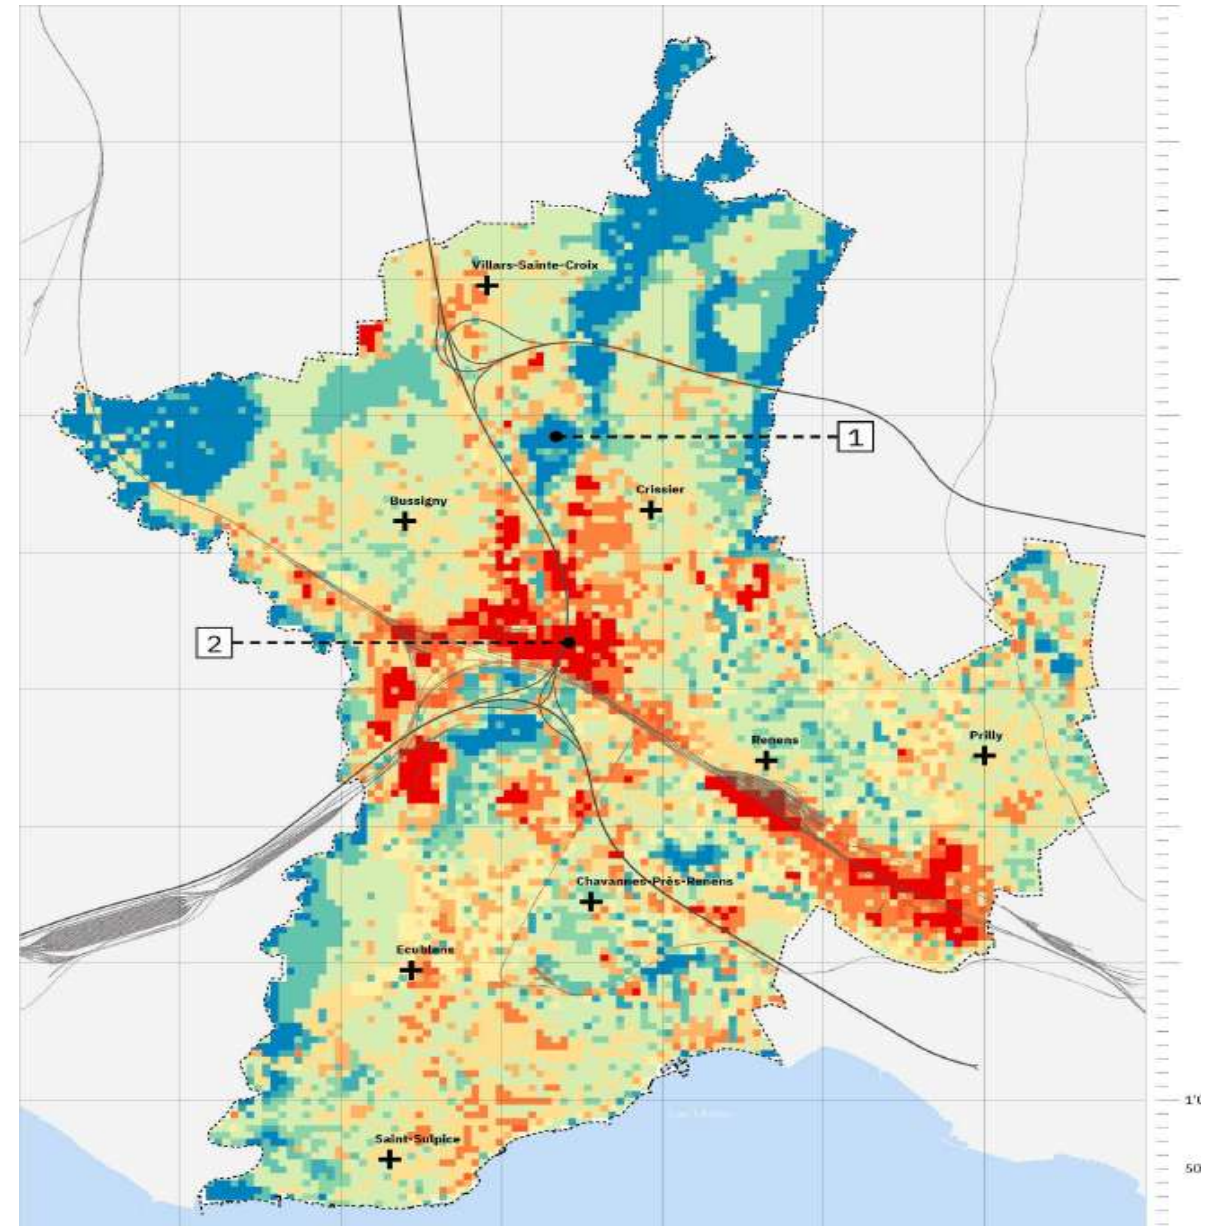 Villars-Sainte-Croix
1
Bussigny
Crissier
2
Renens
Prilly
Chavannes-Près-Renens
Ecublens
Saint-Sulpice
50